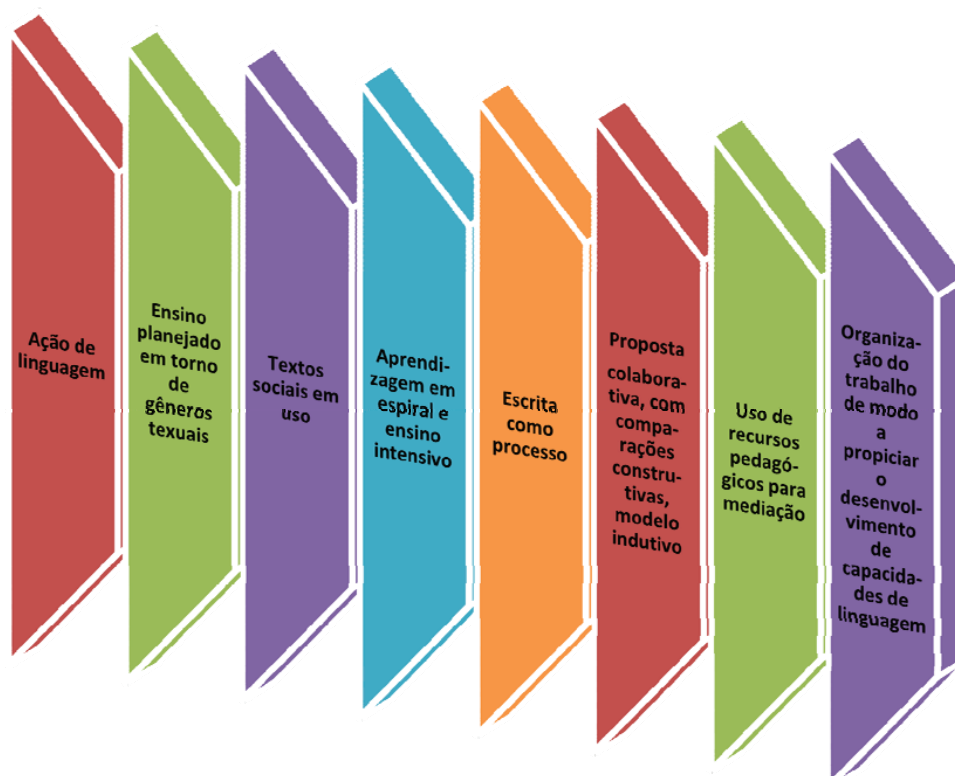 Ação de
linguagem
Ensino
planejado
em torno
de
gêneros
texuais
Textos
sociais em
uso
Aprendi-
zagem em
espiral e
ensino
intensivo
Escrita
como
processo
Proposta
colabora-
tiva, com
compa-
rações
constru-
tivas,
modelo
indutivo
Uso de
recursos
pedagó-
gicos para
mediação
Organiza-
ção do
trabalho
de modo
a
propiciar
o
desenvol-
vimento
de
capacida-
des de
linguagem